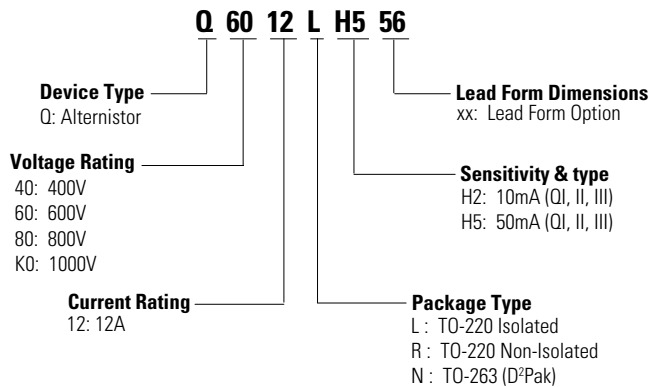 Q 60 12 L H5 56
Device Type
Q: Alternistor
Voltage Rating
40: 400V
60: 600V
80: 800V
K0: 1000V
Current Rating
12: 12A
Lead Form Dimensions
xx: Lead Form Option
Sensitivity & type
H2: 10mA (QI, II, III)
H5: 50mA (QI, II, III)
Package Type
L : TO-220 Isolated
R : TO-220 Non-Isolated
N : TO-263 (D²Pak)